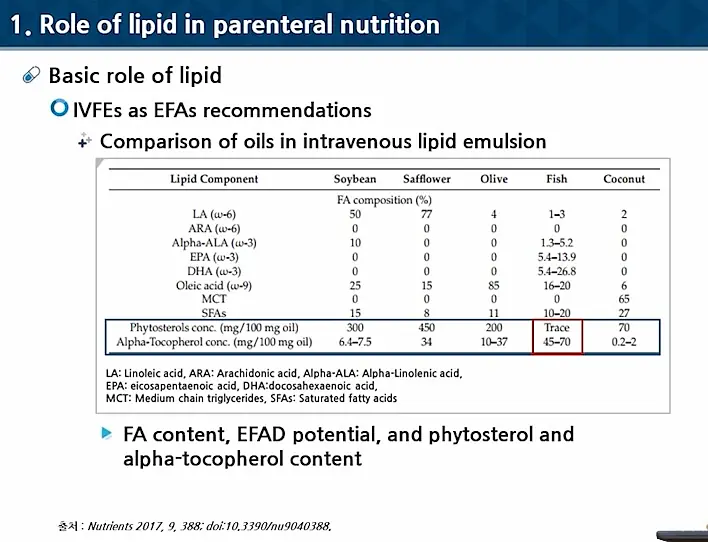 1. Role of lipid in parenteral nutrition
Basic role of lipid
IVFEs as EFAs recommendations
Comparison of oils in intravenous lipid emulsion
Lipid Component Soybean Safflower Olive Fish Coconut
FA composition (%)
LA (ω-6) 50 77 4 1–3 2
ARA (ω-6) 0 0 0 0 0
Alpha-ALA (ω-3) 10 0 0 1.3–5.2 0
EPA (ω-3) 0 0 0 5.4–13.9 0
DHA (ω-3) 0 0 0 5.4–26.8 0
Oleic acid (ω-9) 25 15 85 16–20 6
MCT 0 0 0 0 65
SFAs 15 8 11 10–20 27
Phytosterols conc. (mg/100 mg oil) 300 450 200 Trace 70
Alpha-Tocopherol conc. (mg/100 mg oil) 6.4–7.5 34 10–37 45–70 0.2–2
LA: Linoleic acid, ARA: Arachidonic acid, Alpha-ALA: Alpha-Linolenic acid,
EPA: eicosapentaenoic acid, DHA:docosahexaenoic acid,
MCT: Medium chain triglycerides, SFAs: Saturated fatty acids
FA content, EFAD potential, and phytosterol and
alpha-tocopherol content
출처 : Nutrients 2017, 9, 388; doi:10.3390/nu9040388.